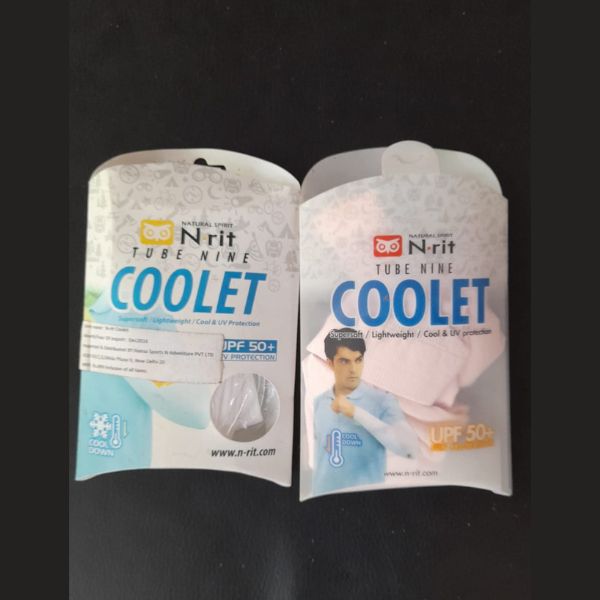 NATURAL SPIRIT
N·rit
TUBE NINE
COOLET
Supersoft / Lightweight / Cool & UV Protection
UPF 50+
UV PROTECTION
COOL
DOWN
www.n-rit.com
NATURAL SPIRIT
N·rit
TUBE NINE
COOLET
Supersoft / Lightweight / Cool & UV protection
COOL
DOWN
UPF 50+
www.n-rit.com